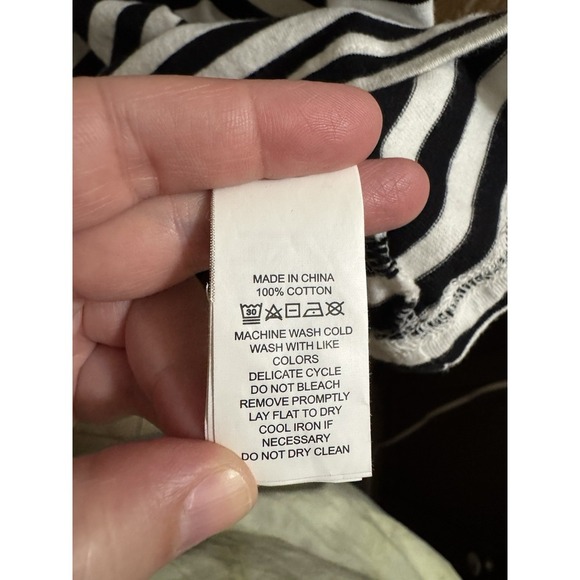 MADE IN CHINA
100% COTTON
30
MACHINE WASH COLD
WASH WITH LIKE
COLORS
DELICATE CYCLE
DO NOT BLEACH
REMOVE PROMPTLY
LAY FLAT TO DRY
COOL IRON IF
NECESSARY
DO NOT DRY CLEAN